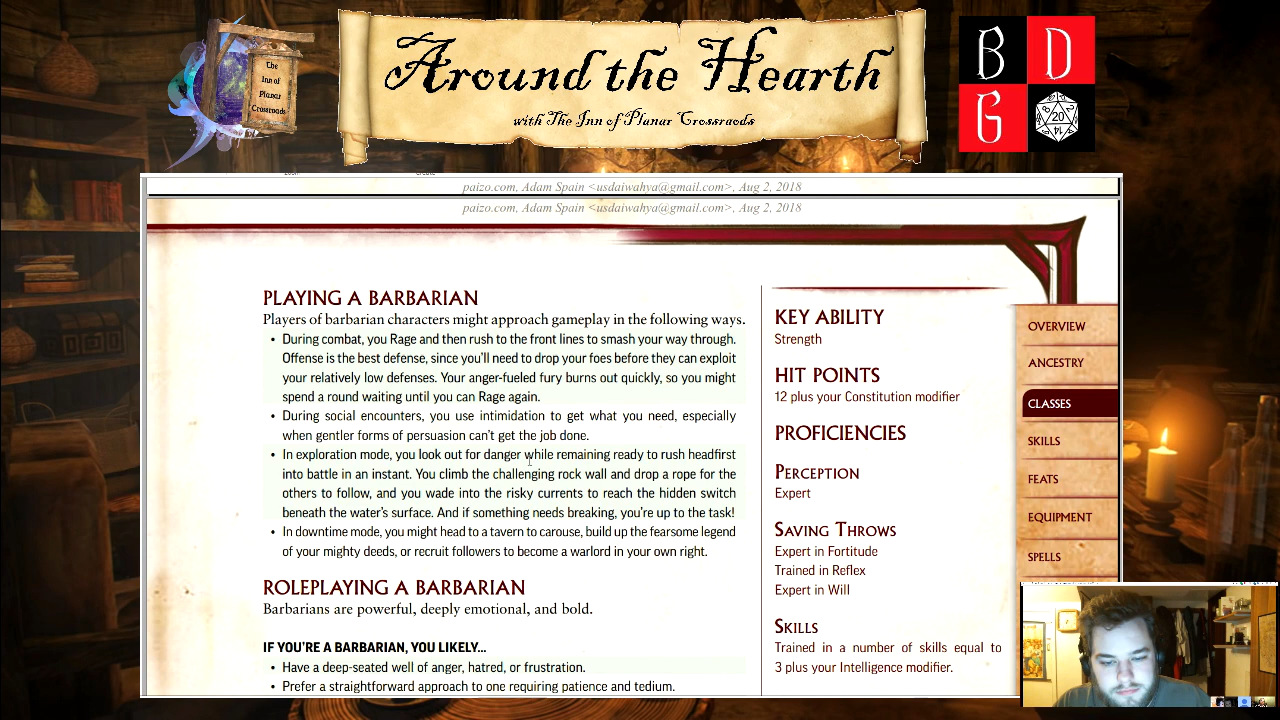 The
Inn of
Planar
Crossroads
Around the Hearth
with The Inn of Planar Crossraods
B D
G 20
paizo.com, Adam Spain <usdaiwahya@gmail.com>, Aug 2, 2018
paizo.com, Adam Spain <usdaiwahya@gmail.com>, Aug 2, 2018
PLAYING A BARBARIAN
Players of barbarian characters might approach gameplay in the following ways.
• During combat, you Rage and then rush to the front lines to smash your way through.
Offense is the best defense, since you'll need to drop your foes before they can exploit
your relatively low defenses. Your anger-fueled fury burns out quickly, so you might
spend a round waiting until you can Rage again.
• During social encounters, you use intimidation to get what you need, especially
when gentler forms of persuasion can't get the job done.
• In exploration mode, you look out for danger while remaining ready to rush headfirst
into battle in an instant. You climb the challenging rock wall and drop a rope for the
others to follow, and you wade into the risky currents to reach the hidden switch
beneath the water's surface. And if something needs breaking, you're up to the task!
• In downtime mode, you might head to a tavern to carouse, build up the fearsome legend
of your mighty deeds, or recruit followers to become a warlord in your own right.
ROLEPLAYING A BARBARIAN
Barbarians are powerful, deeply emotional, and bold.
IF YOU'RE A BARBARIAN, YOU LIKELY...
• Have a deep-seated well of anger, hatred, or frustration.
• Prefer a straightforward approach to one requiring patience and tedium.
KEY ABILITY
Strength
HIT POINTS
12 plus your Constitution modifier
PROFICIENCIES
PERCEPTION
Expert
SAVING THROWS
Expert in Fortitude
Trained in Reflex
Expert in Will
SKILLS
Trained in a number of skills equal to
3 plus your Intelligence modifier.
OVERVIEW
ANCESTRY
CLASSES
SKILLS
FEATS
EQUIPMENT
SPELLS